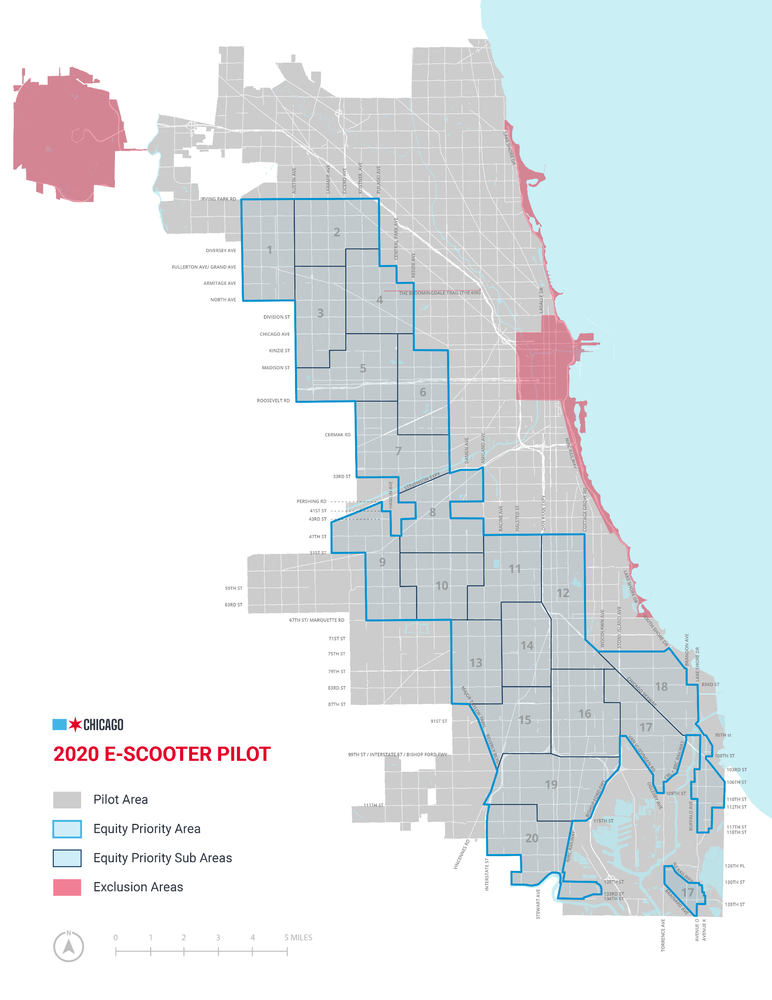 LAKE SHORE DR
AUSTIN AVE
LARAMIE AVE
CICERO AVE
KOSTNER AVE
PULASKI AVE
IRVING PARK RD
CENTRAL PARK AVE
2
1
DIVERSEY AVE
KEDZIE AVE
FULLERTON AVE/ GRAND AVE
ARMITAGE AVE
THE BLOOMINGDALE TRAIL (THE 606)
LASALLE DR
NORTH AVE
4
3
DIVISION ST
CHICAGO AVE
KINZIE ST
MADISON ST
5
6
ROOSEVELT RD
CERMAK RD
7
DAMEN AVE
ASHLAND AVE
NIRC RAILWAY
33RD ST
STEVENSON EXPY
HAMLIN AVE
PERSHING RD
41ST ST
8
43RD ST
RACINE AVE
HALSTED ST
DAN RYAN EXPY
COTTAGE GROVE RD
47TH ST
51ST ST
9
11
10
12
LAKE SHORE DR
59TH ST
63RD ST
67TH ST/ MARQUETTE RD
WOODLAWN AVE
STONY ISLAND AVE
SOUTH SHORE DR
71ST ST
14
BRANDON AVE
LAKE SHORE DR
75TH ST
13
79TH ST
CHICAGO SKYWAY
18
83RD ST
83RD ST
MAJOR TAYLOR TRAIL
87TH ST
16
15
91ST ST
17
95TH st
BEVERLY BLVD
VAN VLISSINGEN RD
CRL / BRC RAILWAY
99TH ST / INTERSTATE 57 / BISHOP FORD FWY
100TH ST
103RD ST
19
106TH ST
BISHOP FORD FWY
OGLESBY AVE
109TH ST
110TH ST
111TH ST
112TH ST
BUFFALO AVE
115TH ST
117TH ST
118TH ST
20
NIRC RAILWAY
VINCENNES RD
INTERSTATE 57
126TH PL
NS RAILWAY
130TH ST
130TH ST
17
133RD ST
134TH ST
BRAINARD AVE
135TH ST
STEWART AVE
TORRENCE AVE
AVENUE O
AVENUE K
CHICAGO
2020 E-SCOOTER PILOT
Pilot Area
Equity Priority Area
Equity Priority Sub Areas
Exclusion Areas
N
0 1 2 3 4 5 MILES